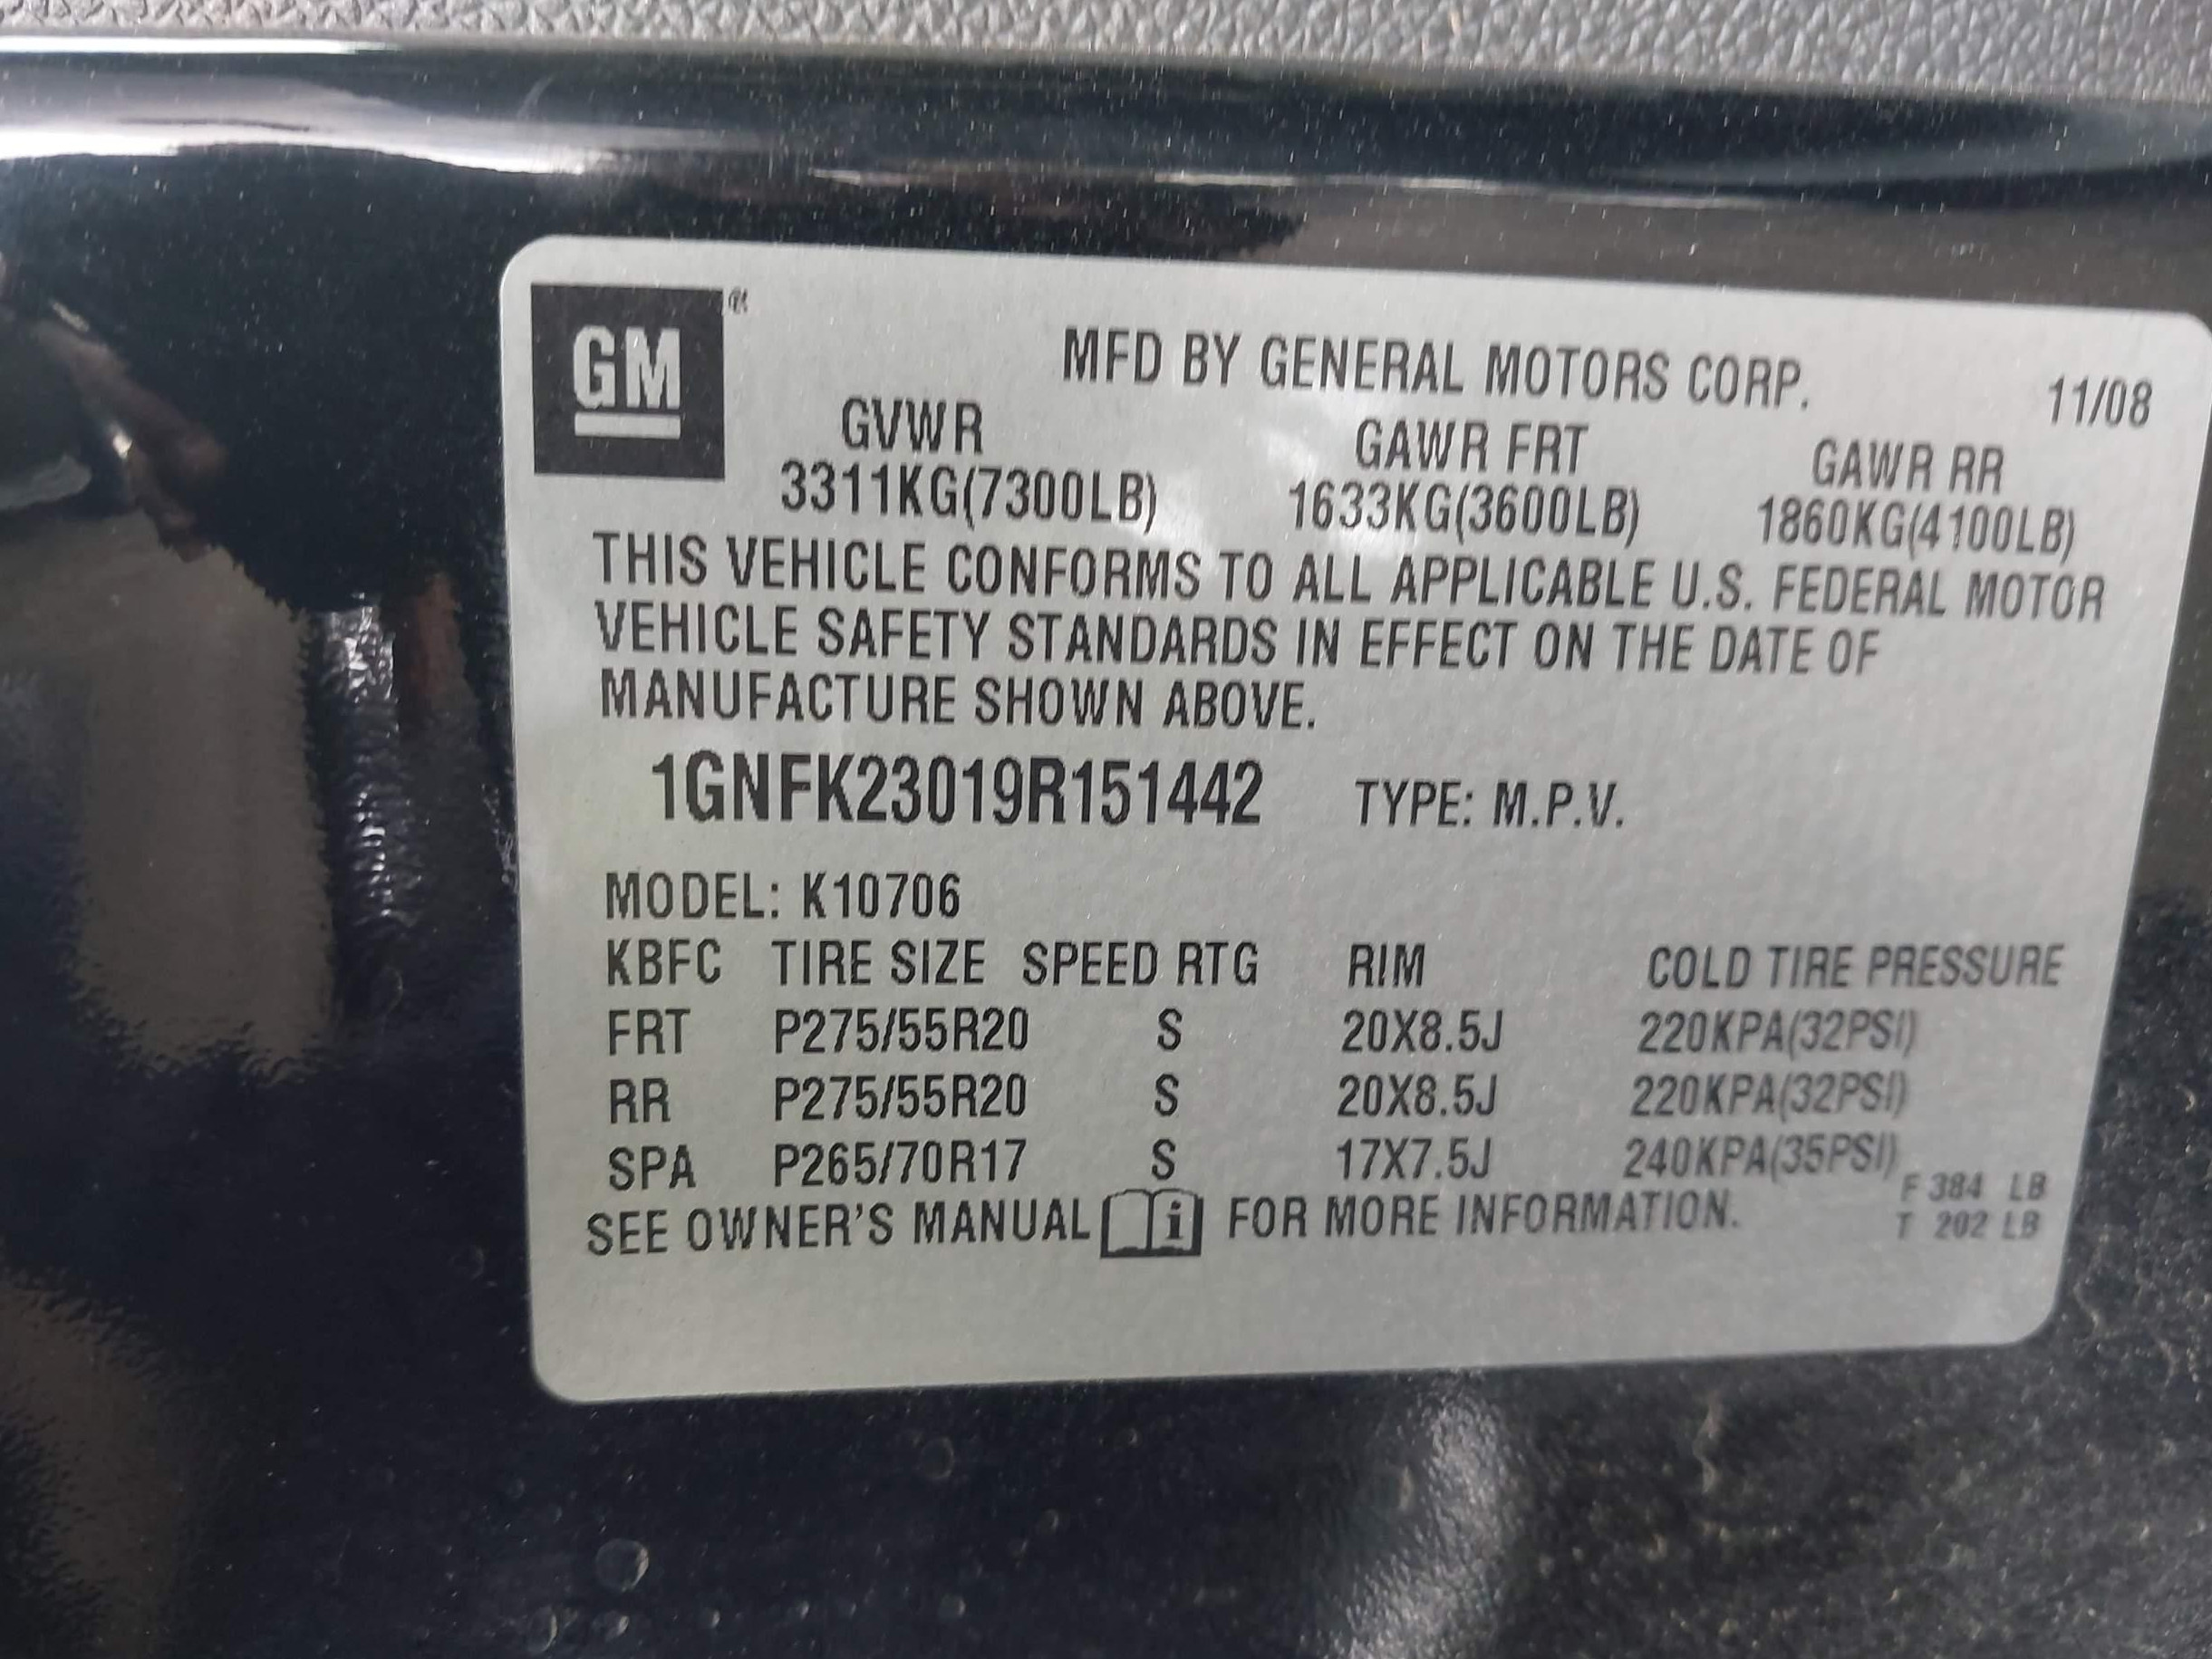 GM®
MFD BY GENERAL MOTORS CORP. 11/08
GVWR GAWR FRT GAWR RR
3311KG(7300LB) 1633KG(3600LB) 1860KG(4100LB)
THIS VEHICLE CONFORMS TO ALL APPLICABLE U.S. FEDERAL MOTOR
VEHICLE SAFETY STANDARDS IN EFFECT ON THE DATE OF
MANUFACTURE SHOWN ABOVE.
1GNFK23019R151442 TYPE: M.P.V.
MODEL: K10706
KBFC TIRE SIZE SPEED RTG RIM COLD TIRE PRESSURE
FRT P275/55R20 S 20X8.5J 220KPA(32PSI)
RR P275/55R20 S 20X8.5J 220KPA(32PSI)
SPA P265/70R17 S 17X7.5J 240KPA(35PSI)
SEE OWNER'S MANUAL i FOR MORE INFORMATION.
F 384 LB
T 202 LB